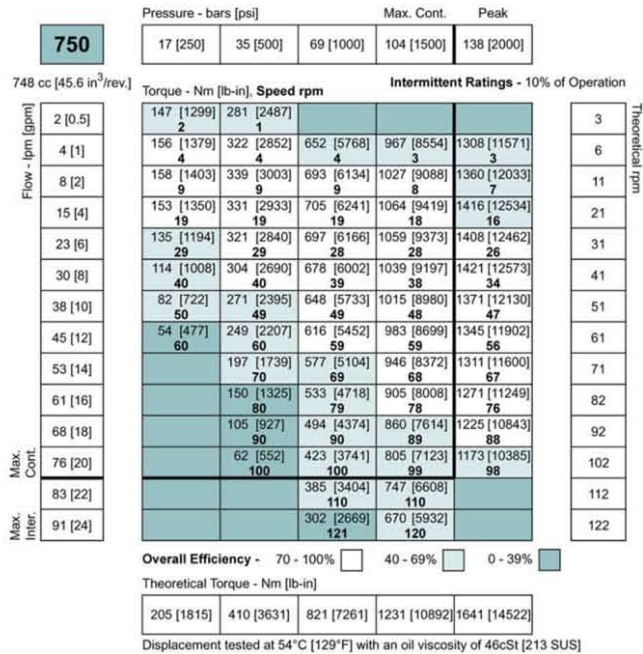 Pressure - bars [psi] Max. Cont. Peak
750 17 [250] 35 [500] 69 [1000] 104 [1500] 138 [2000]
748 cc [45.6 in³/rev.] Torque - Nm [lb-in], Speed rpm Intermittent Ratings - 10% of Operation
Flow - lpm [gpm]
Theoretical rpm
2 [0.5] 147 [1299] 281 [2487] 3
2 1
4 [1] 156 [1379] 322 [2852] 652 [5768] 967 [8554] 1308 [11571] 6
4 4 4 3 3
8 [2] 158 [1403] 339 [3003] 693 [6134] 1027 [9088] 1360 [12033] 11
9 9 9 8 7
15 [4] 153 [1350] 331 [2933] 705 [6241] 1064 [9419] 1416 [12534] 21
19 19 19 18 16
23 [6] 135 [1194] 321 [2840] 697 [6166] 1059 [9373] 1408 [12462] 31
29 29 28 28 26
30 [8] 114 [1008] 304 [2690] 678 [6002] 1039 [9197] 1421 [12573] 41
40 40 39 38 34
38 [10] 82 [722] 271 [2395] 648 [5733] 1015 [8980] 1371 [12130] 51
50 49 49 48 47
45 [12] 54 [477] 249 [2207] 616 [5452] 983 [8699] 1345 [11902] 61
60 60 59 59 56
53 [14] 197 [1739] 577 [5104] 946 [8372] 1311 [11600] 71
70 69 68 67
61 [16] 150 [1325] 533 [4718] 905 [8008] 1271 [11249] 82
80 79 78 76
68 [18] 105 [927] 494 [4374] 860 [7614] 1225 [10843] 92
90 90 89 88
Max. Cont.
76 [20] 62 [552] 423 [3741] 805 [7123] 1173 [10385] 102
100 100 99 98
83 [22] 385 [3404] 747 [6608] 112
110 110
Max. Inter.
91 [24] 302 [2669] 670 [5932] 122
121 120
Overall Efficiency - 70 - 100% 40 - 69% 0 - 39%
Theoretical Torque - Nm [lb-in]
205 [1815] 410 [3631] 821 [7261] 1231 [10892] 1641 [14522]
Displacement tested at 54°C [129°F] with an oil viscosity of 46cSt [213 SUS]